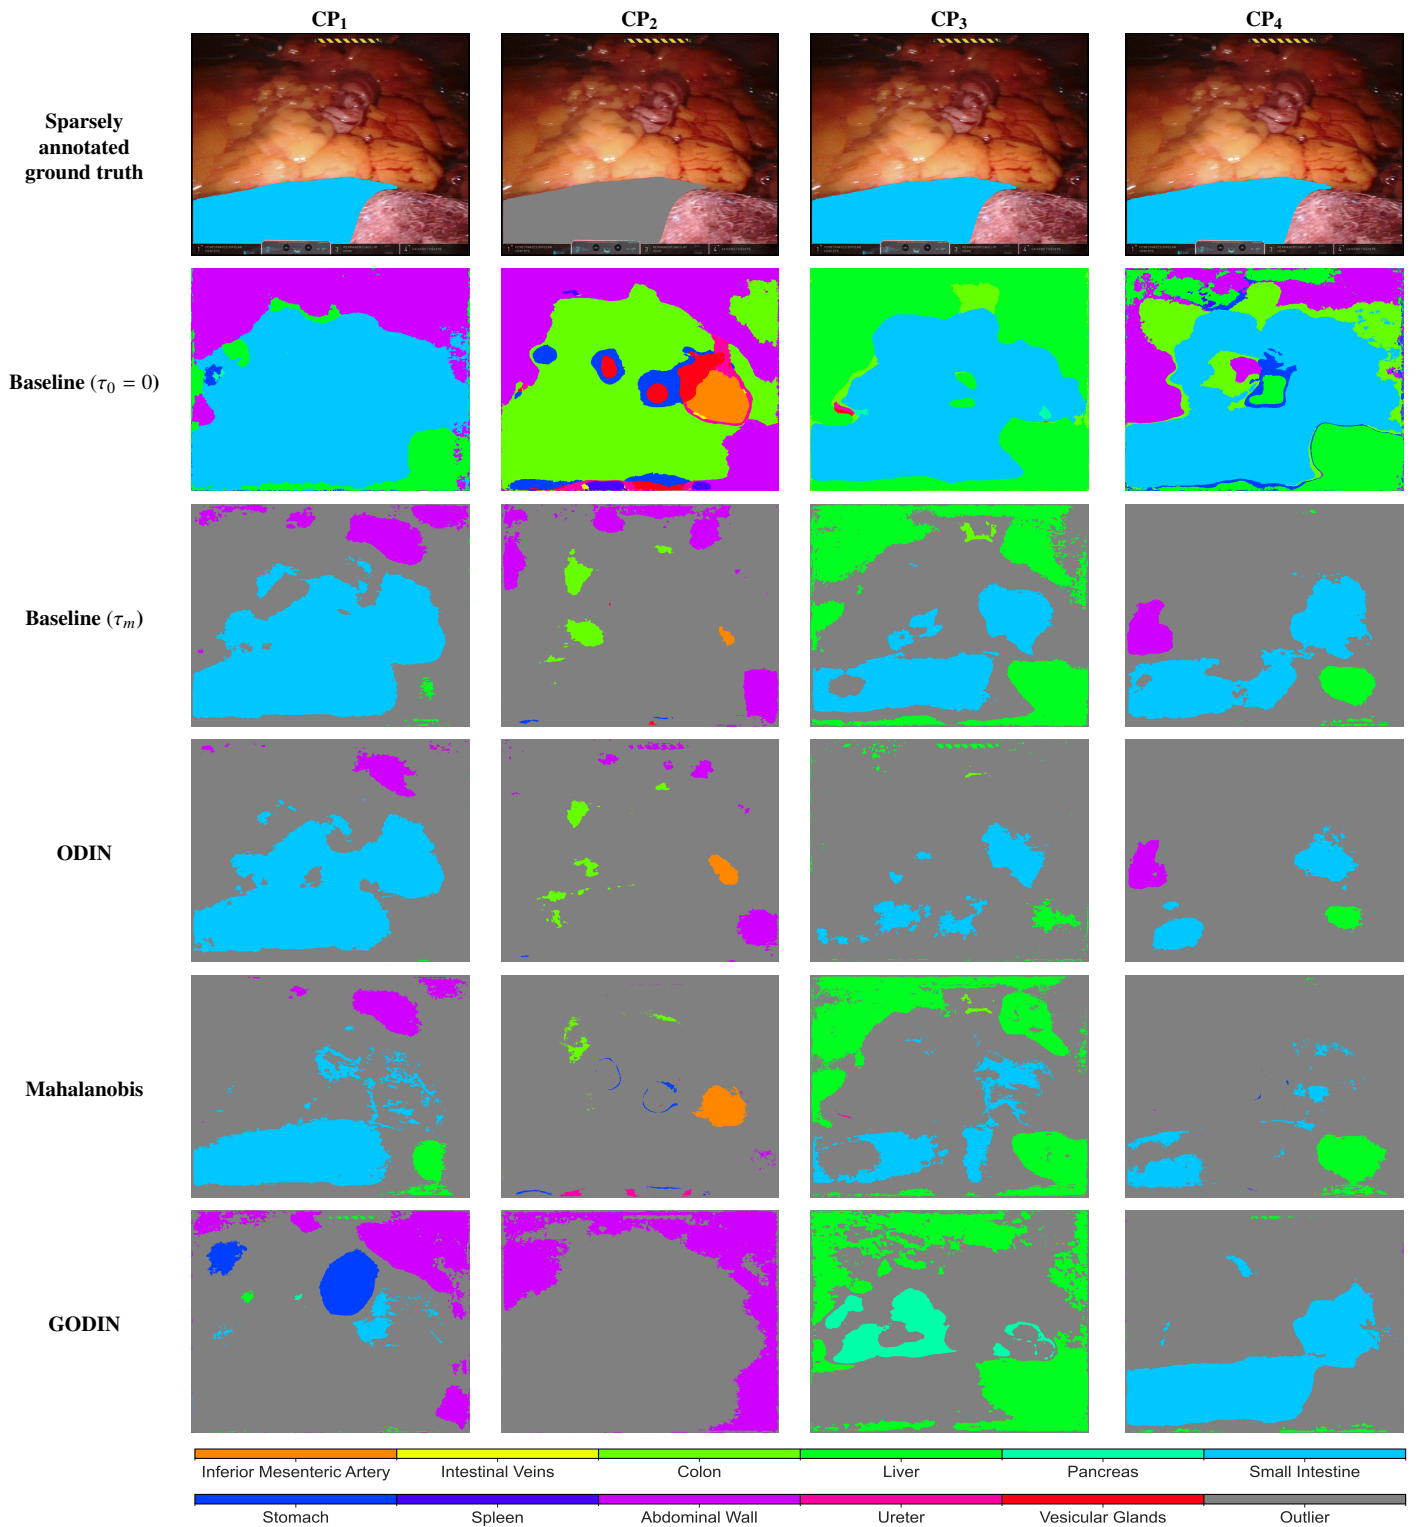 CP1 CP2 CP3 CP4
Sparsely
annotated
ground truth
Baseline (τ0 = 0)
Baseline (τm)
ODIN
Mahalanobis
GODIN
Inferior Mesenteric Artery Intestinal Veins Colon Liver Pancreas Small Intestine
Stomach Spleen Abdominal Wall Ureter Vesicular Glands Outlier